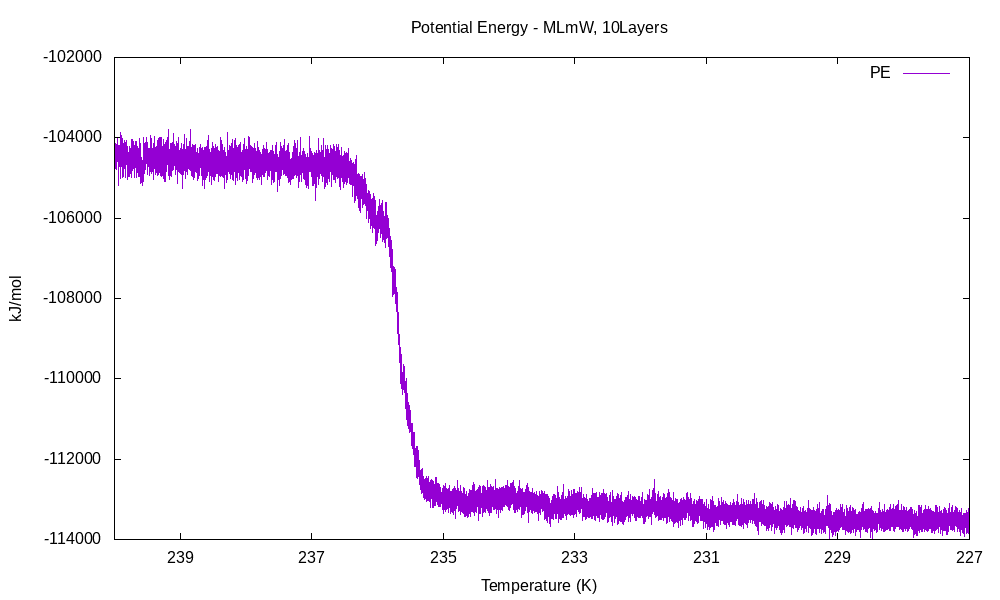 Potential Energy - MLmW, 10Layers
PE
-102000
-104000
-106000
-108000
-110000
-112000
-114000
kJ/mol
239 237 235 233 231 229 227
Temperature (K)